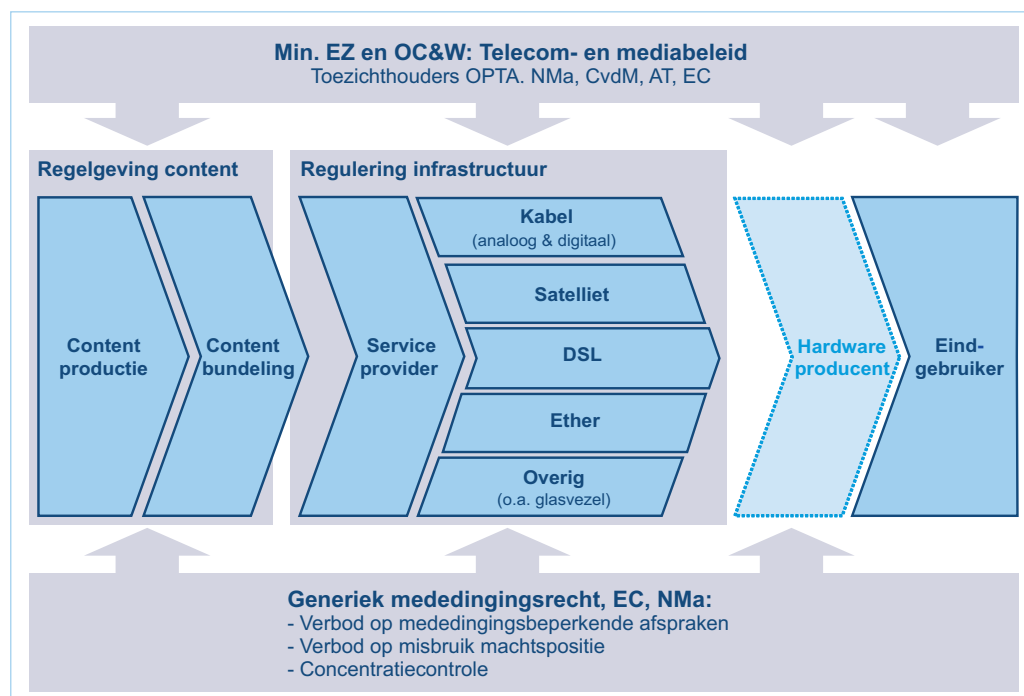 Min. EZ en OC&W: Telecom- en mediabeleid
Toezichthouders OPTA. NMa, CvdM, AT, EC
Regelgeving content
Regulering infrastructuur
Content
productie
Content
bundeling
Service
provider
Kabel
(analoog & digitaal)
Satelliet
DSL
Ether
Overig
(o.a. glasvezel)
Hardware
producent
Eind-
gebruiker
Generiek mededingingsrecht, EC, NMa:
- Verbod op mededingingsbeperkende afspraken
- Verbod op misbruik machtspositie
- Concentratiecontrole